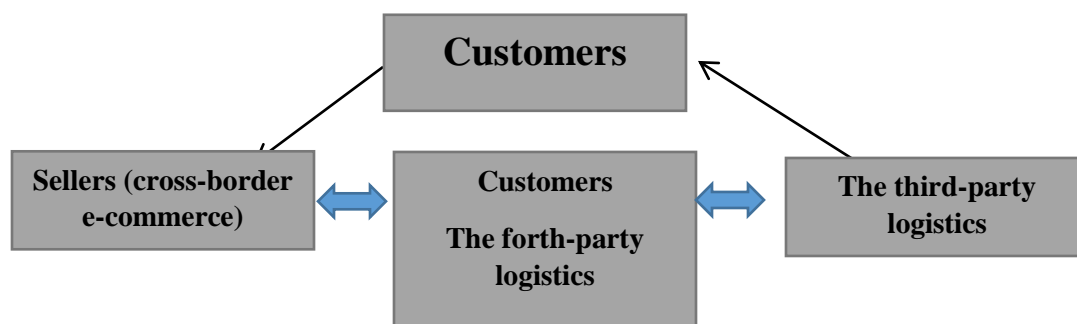 Customers
Sellers (cross-border
e-commerce)
Customers
The forth-party
logistics
The third-party
logistics